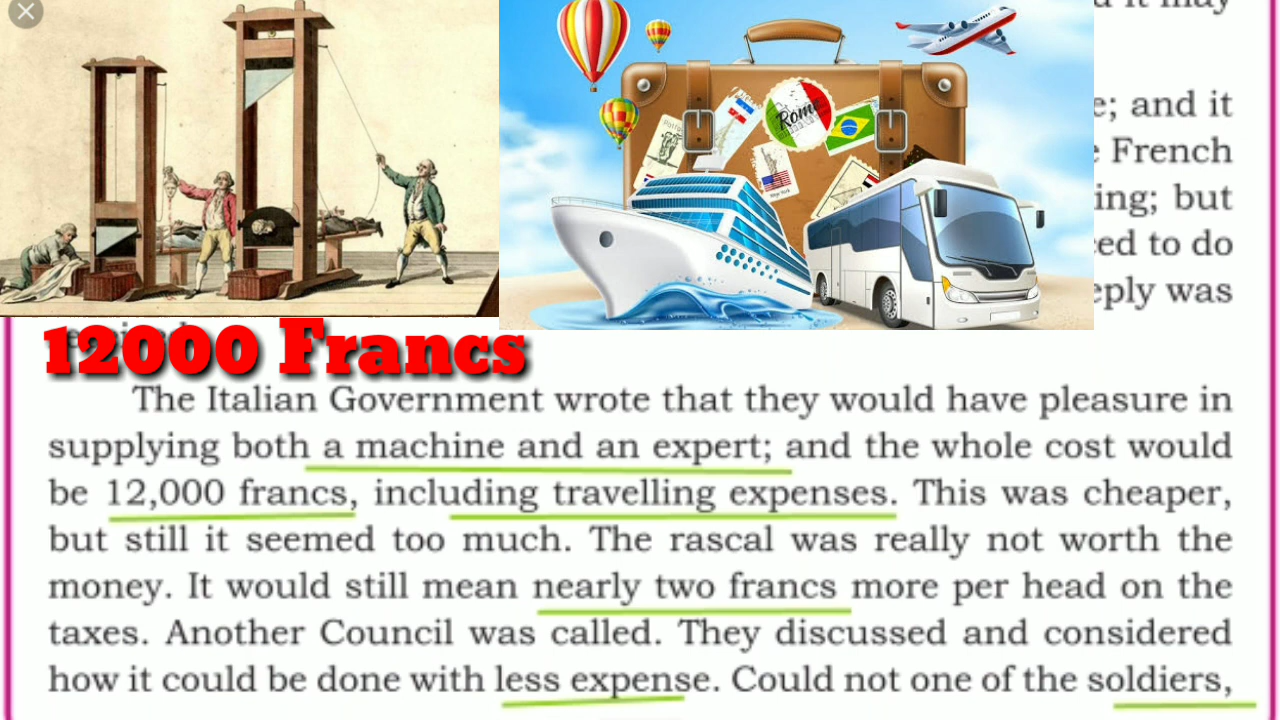 e; and it
French
ing; but
ed to do
eply was
12000 Francs
The Italian Government wrote that they would have pleasure in
supplying both a machine and an expert; and the whole cost would
be 12,000 francs, including travelling expenses. This was cheaper,
but still it seemed too much. The rascal was really not worth the
money. It would still mean nearly two francs more per head on the
taxes. Another Council was called. They discussed and considered
how it could be done with less expense. Could not one of the soldiers,
Rome
New York